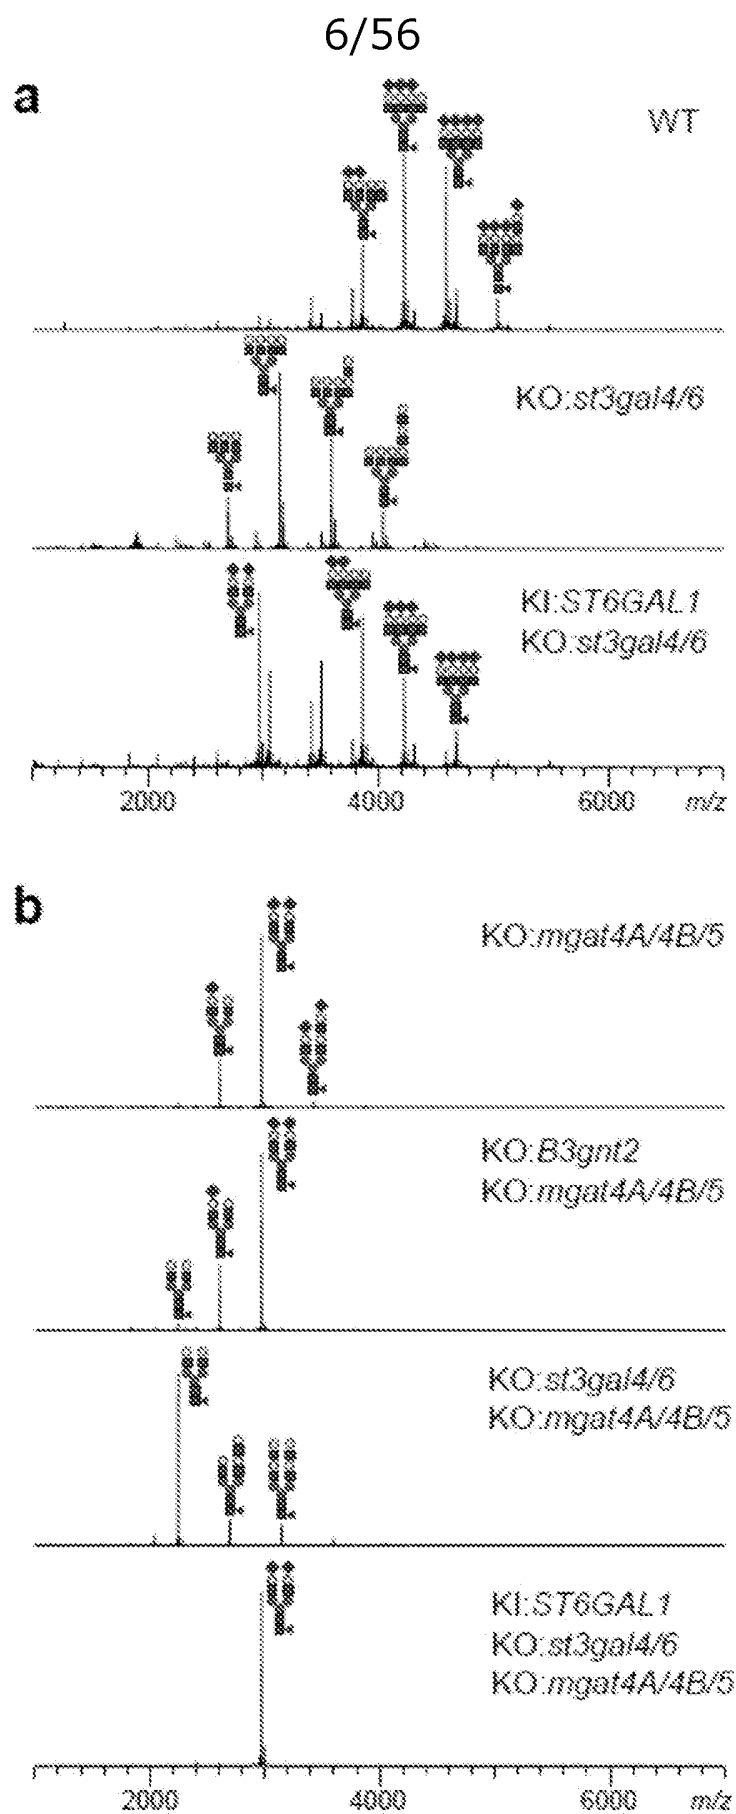 6/56
a
WT
KO:st3gal4/6
KI:ST6GAL1
KO:st3gal4/6
2000 4000 6000 m/z
b
KO:mgat4A/4B/5
KO:B3gnt2
KO:mgat4A/4B/5
KO:st3gal4/6
KO:mgat4A/4B/5
KI:ST6GAL1
KO:st3gal4/6
KO:mgat4A/4B/5
2000 4000 6000 m/z